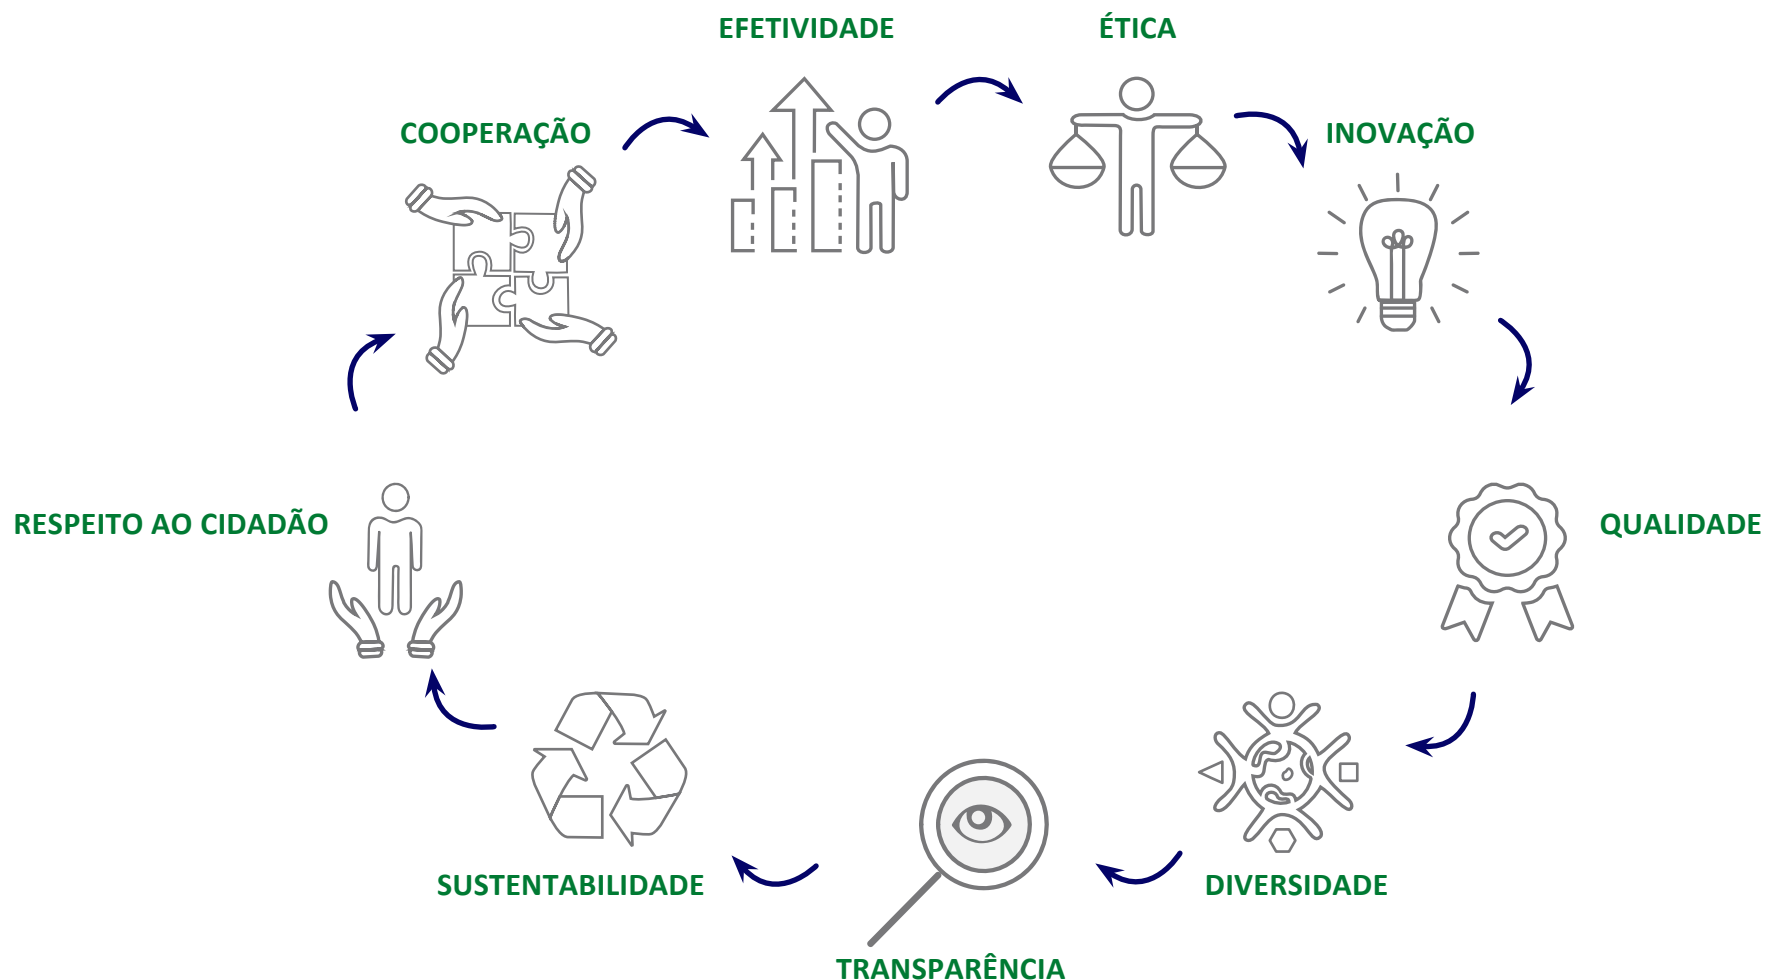 EFETIVIDADE
ÉTICA
COOPERAÇÃO
INOVAÇÃO
RESPEITO AO CIDADÃO
QUALIDADE
SUSTENTABILIDADE
DIVERSIDADE
TRANSPARÊNCIA